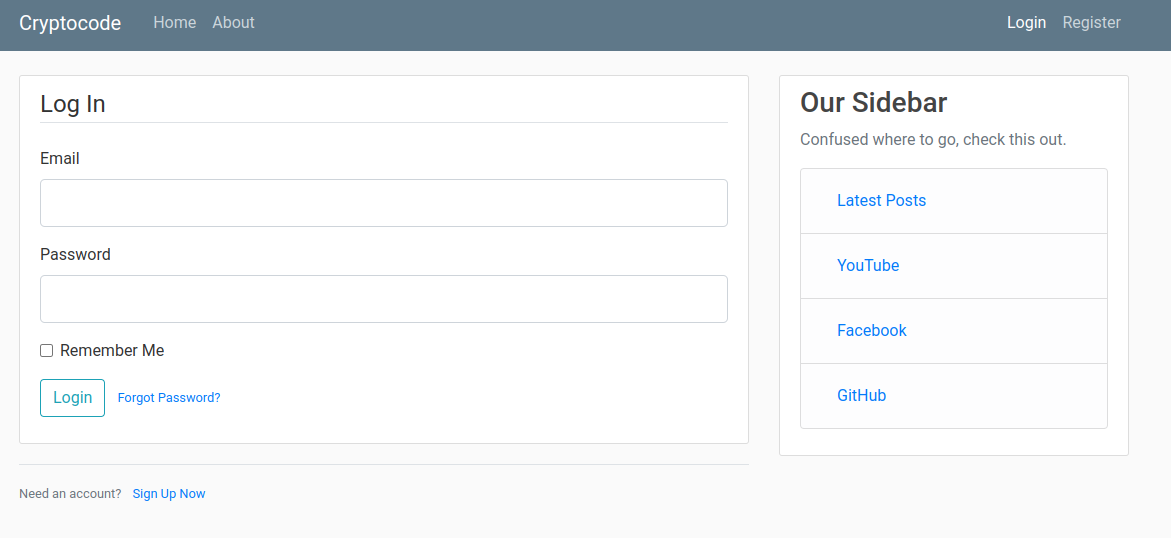 Cryptocode Home About Login Register
Log In
Email
Password
Remember Me
Login Forgot Password?
Need an account? Sign Up Now
Our Sidebar
Confused where to go, check this out.
Latest Posts
YouTube
Facebook
GitHub